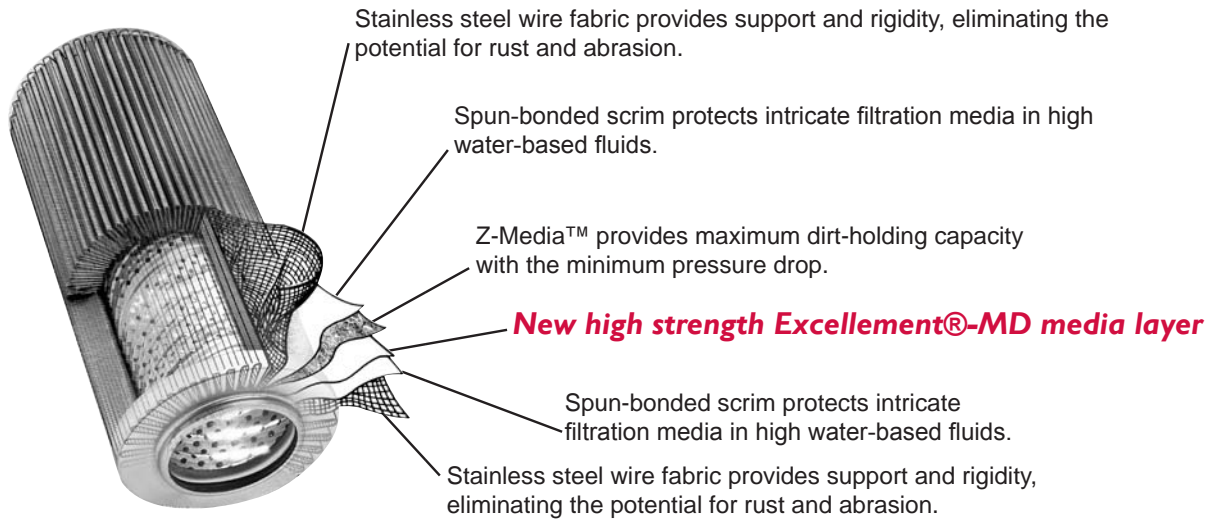 Stainless steel wire fabric provides support and rigidity, eliminating the
potential for rust and abrasion.
Spun-bonded scrim protects intricate filtration media in high
water-based fluids.
Z-Media™ provides maximum dirt-holding capacity
with the minimum pressure drop.
New high strength Excellement®-MD media layer
Spun-bonded scrim protects intricate
filtration media in high water-based fluids.
Stainless steel wire fabric provides support and rigidity,
eliminating the potential for rust and abrasion.